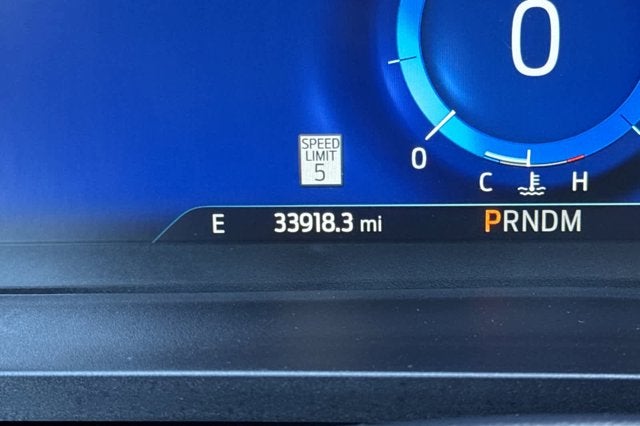 0
SPEED
LIMIT
5
0
C H
E 33918.3 mi PRNDM